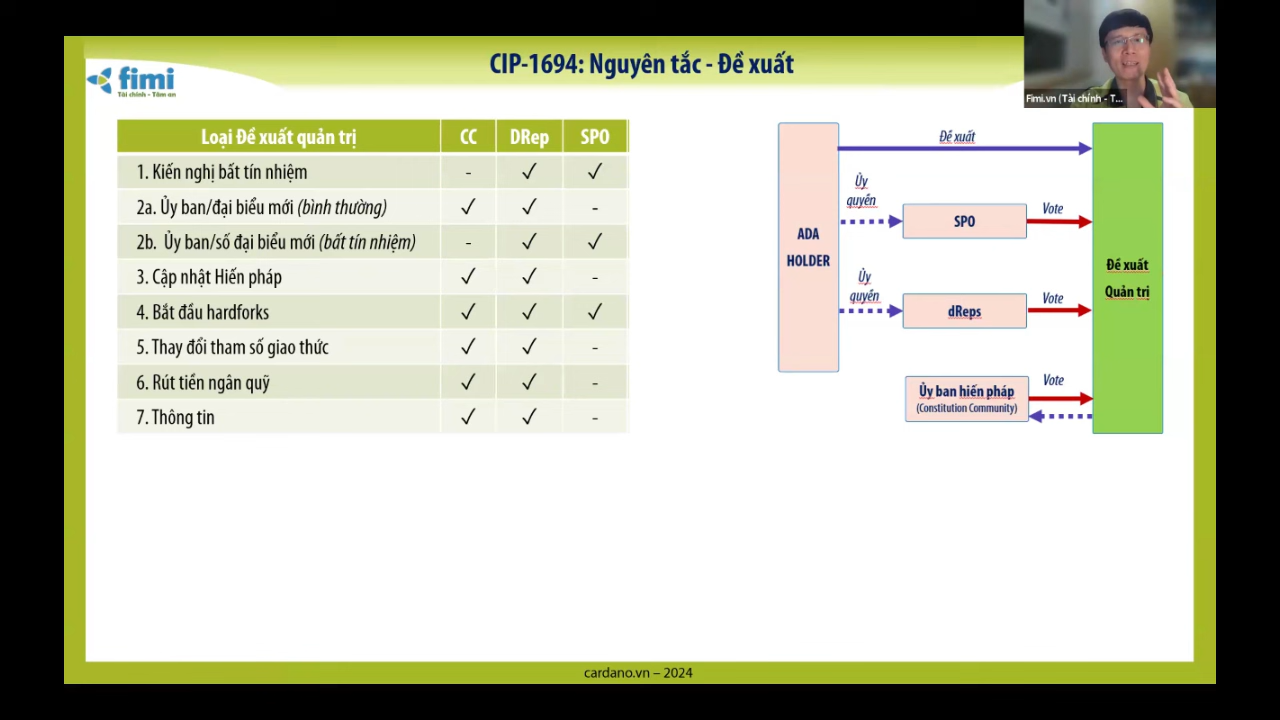 CIP-1694: Nguyên tắc - Đề xuất
fimi
Tài chính - Tâm an
Fimi.vn (Tài chính - T...
Loại Đề xuất quản trị CC DRep SPO
1. Kiến nghị bất tín nhiệm - ✓ ✓
2a. Ủy ban/đại biểu mới (bình thường) ✓ ✓ -
2b. Ủy ban/số đại biểu mới (bất tín nhiệm) - ✓ ✓
3. Cập nhật Hiến pháp ✓ ✓ -
4. Bắt đầu hardforks ✓ ✓ ✓
5. Thay đổi tham số giao thức ✓ ✓ -
6. Rút tiền ngân quỹ ✓ ✓ -
7. Thông tin ✓ ✓ -
ADA
HOLDER
Đề xuất
Ủy
quyền
SPO
Vote
Ủy
quyền
dReps
Vote
Ủy ban hiến pháp
(Constitution Community)
Vote
Đề xuất
Quản trị
cardano.vn – 2024